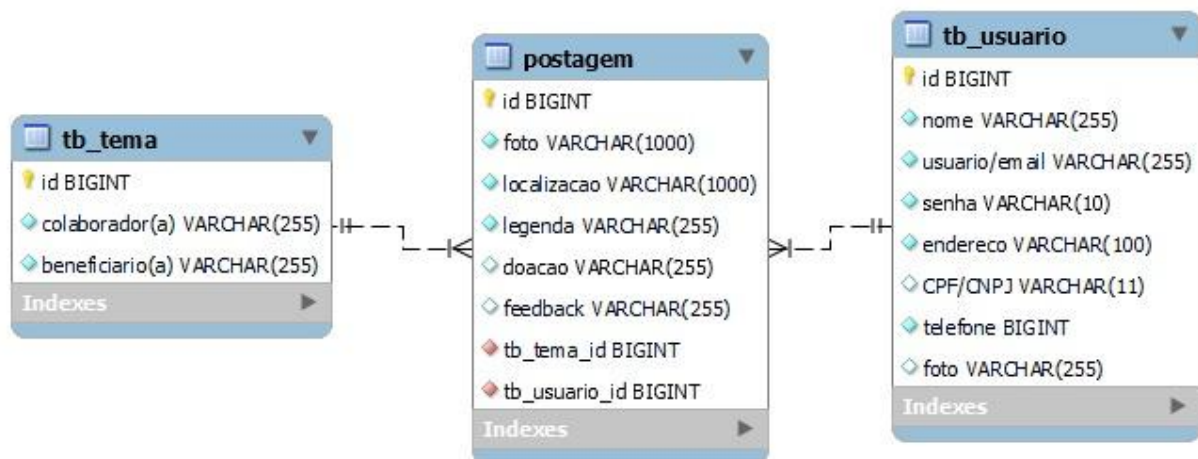 tb_tema
id BIGINT
colaborador(a) VARCHAR(255)
beneficiario(a) VARCHAR(255)
Indexes
postagem
id BIGINT
foto VARCHAR(1000)
localizacao VARCHAR(1000)
legenda VARCHAR(255)
doacao VARCHAR(255)
feedback VARCHAR(255)
tb_tema_id BIGINT
tb_usuario_id BIGINT
Indexes
tb_usuario
id BIGINT
nome VARCHAR(255)
usuario/email VARCHAR(255)
senha VARCHAR(10)
endereco VARCHAR(100)
CPF/CNPJ VARCHAR(11)
telefone BIGINT
foto VARCHAR(255)
Indexes